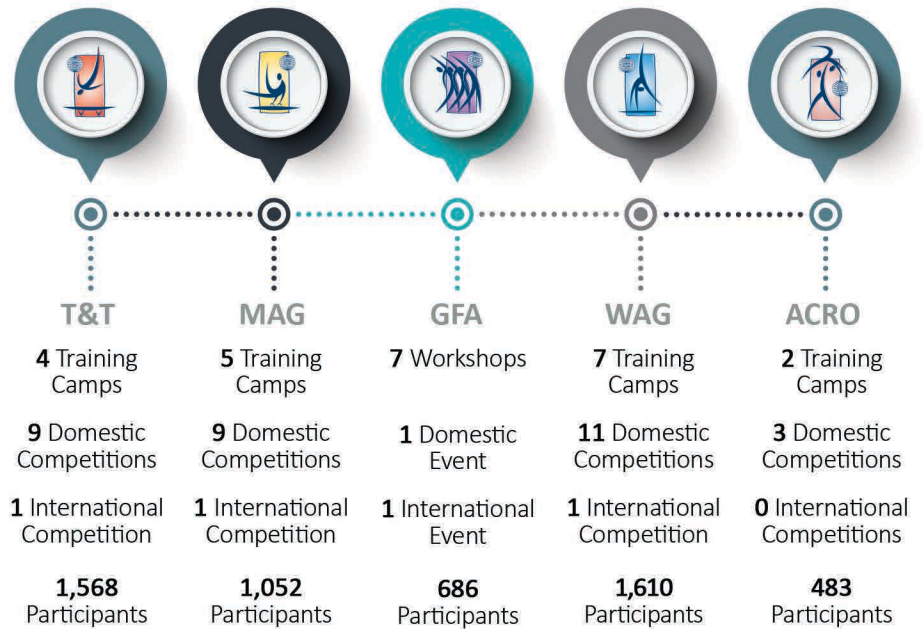 T&T
4 Training
Camps
9 Domestic
Competitions
1 International
Competition
1,568
Participants
MAG
5 Training
Camps
9 Domestic
Competitions
1 International
Competition
1,052
Participants
GFA
7 Workshops
1 Domestic
Event
1 International
Event
686
Participants
WAG
7 Training
Camps
11 Domestic
Competitions
1 International
Competition
1,610
Participants
ACRO
2 Training
Camps
3 Domestic
Competitions
0 International
Competitions
483
Participants